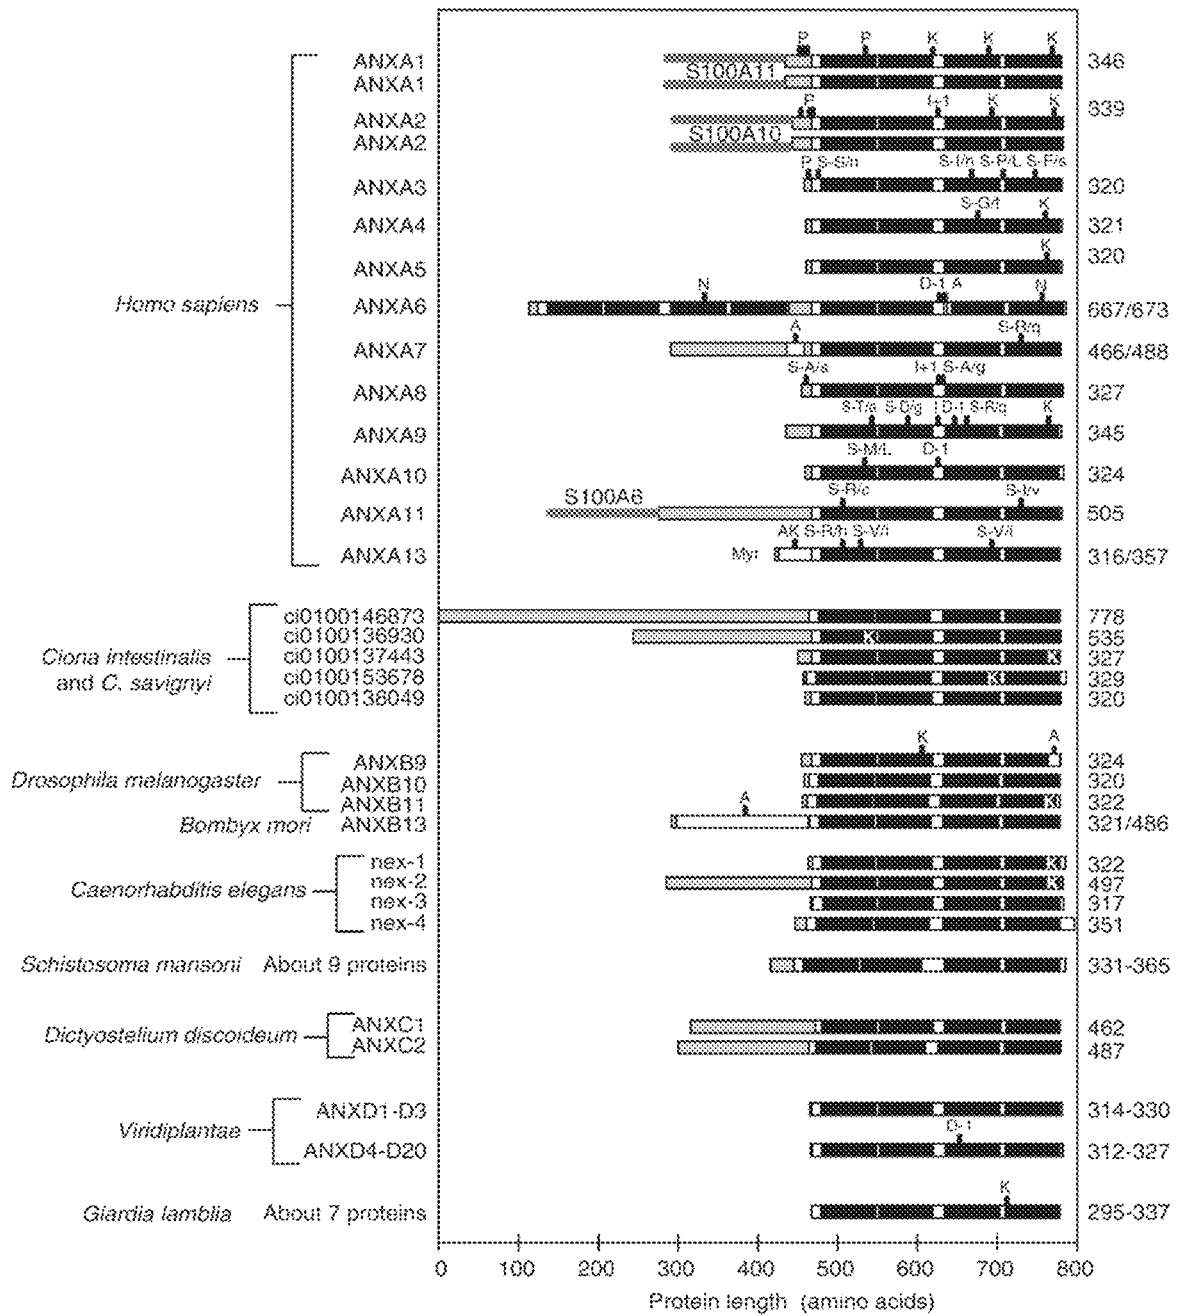 P P K K K
ANXA1 346
S100A11
ANXA1
P I+1 K K 339
ANXA2
S100A10
ANXA2
P S-S/n S-I/n S-P/L S-F/s
ANXA3 320
S-G/f K
ANXA4 321
K 320
ANXA5
N D-1 A N
Homo sapiens ANXA6 667/673
A S-R/q
ANXA7 466/488
S-A/s I+1 S-A/g
ANXA8 327
S-T/a S-D/g I D-1 S-R/q K
ANXA9 345
S-M/L D-1
ANXA10 324
S100A6 S-R/c S-I/v
ANXA11 505
AK S-R/h S-V/i S-V/i
ANXA13 Myr 316/357
ci0100146873 778
ci0100136930 K 535
Ciona intestinalis ci0100137443 K 327
and C. savignyi ci0100153678 K 329
ci0100136049 320
K A
ANXB9 324
Drosophila melanogaster ANXB10 320
ANXB11 K 322
A
Bombyx mori ANXB13 321/486
nex-1 K 322
Caenorhabditis elegans nex-2 K 497
nex-3 317
nex-4 351
Schistosoma mansoni About 9 proteins 331-365
Dictyostelium discoideum ANXC1 462
ANXC2 487
ANXD1-D3 314-330
Viridiplantae D-1
ANXD4-D20 312-327
K
Giardia lamblia About 7 proteins 295-337
0 100 200 300 400 500 600 700 800
Protein length (amino acids)